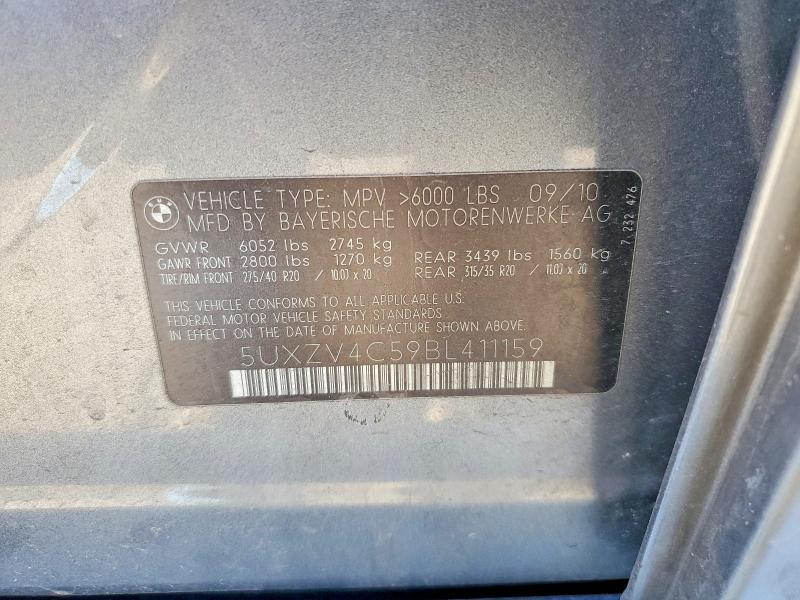 BMW
VEHICLE TYPE: MPV >6000 LBS 09/10
MFD BY BAYERISCHE MOTORENWERKE AG
GVWR 6052 lbs 2745 kg
GAWR FRONT 2800 lbs 1270 kg REAR 3439 lbs 1560 kg
TIRE/RIM FRONT 275/40 R20 / 10.0J x 20 REAR 315/35 R20 / 11.0J x 20
THIS VEHICLE CONFORMS TO ALL APPLICABLE U.S.
FEDERAL MOTOR VEHICLE SAFETY STANDARDS
IN EFFECT ON THE DATE OF MANUFACTURE SHOWN ABOVE.
5UXZV4C59BL411159
7.232 476